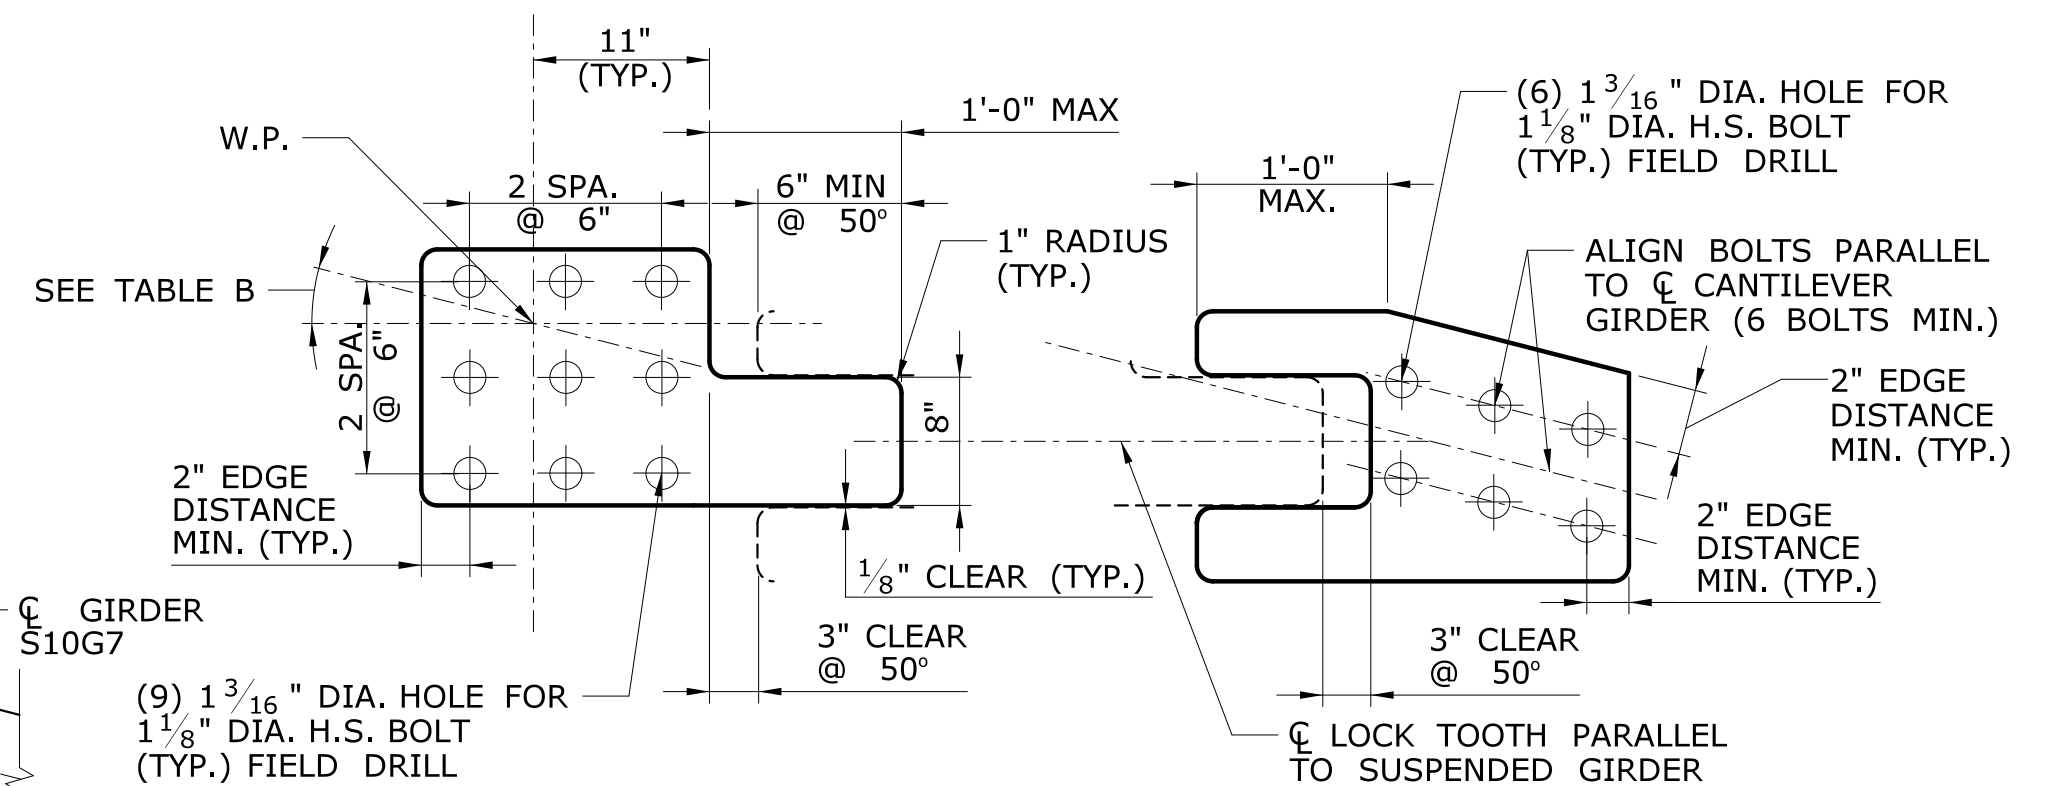 11"
(TYP.)
1'-0" MAX
W.P.
2 SPA.
@ 6"
6" MIN
@ 50°
1" RADIUS
(TYP.)
SEE TABLE B
2 SPA.
@ 6"
8"
2" EDGE
DISTANCE
MIN. (TYP.)
1/8" CLEAR (TYP.)
3" CLEAR
@ 50°
℄ GIRDER
S10G7
(9) 1 3/16" DIA. HOLE FOR
1 1/8" DIA. H.S. BOLT
(TYP.) FIELD DRILL
1'-0"
MAX.
(6) 1 3/16" DIA. HOLE FOR
1 1/8" DIA. H.S. BOLT
(TYP.) FIELD DRILL
ALIGN BOLTS PARALLEL
TO ℄ CANTILEVER
GIRDER (6 BOLTS MIN.)
2" EDGE
DISTANCE
MIN. (TYP.)
2" EDGE
DISTANCE
MIN. (TYP.)
3" CLEAR
@ 50°
℄ LOCK TOOTH PARALLEL
TO SUSPENDED GIRDER